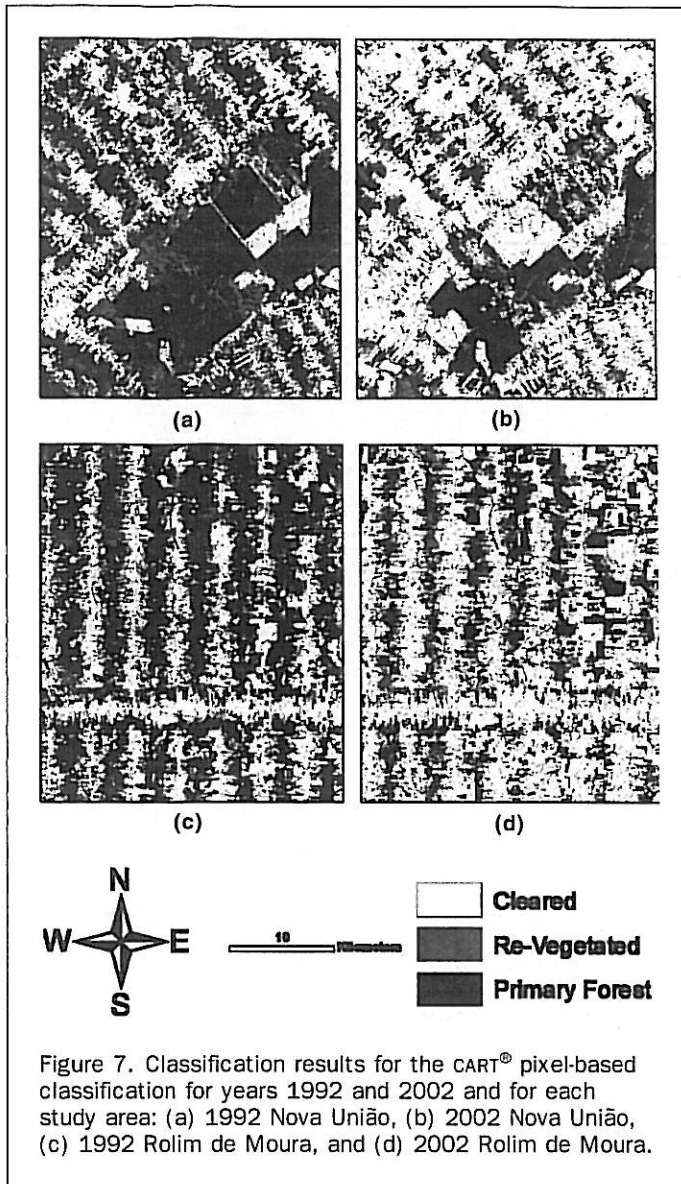 (a)
(b)
(c)
(d)
N
W E
S
10
Kilometers
Cleared
Re-Vegetated
Primary Forest
Figure 7. Classification results for the CART® pixel-based
classification for years 1992 and 2002 and for each
study area: (a) 1992 Nova União, (b) 2002 Nova União,
(c) 1992 Rolim de Moura, and (d) 2002 Rolim de Moura.